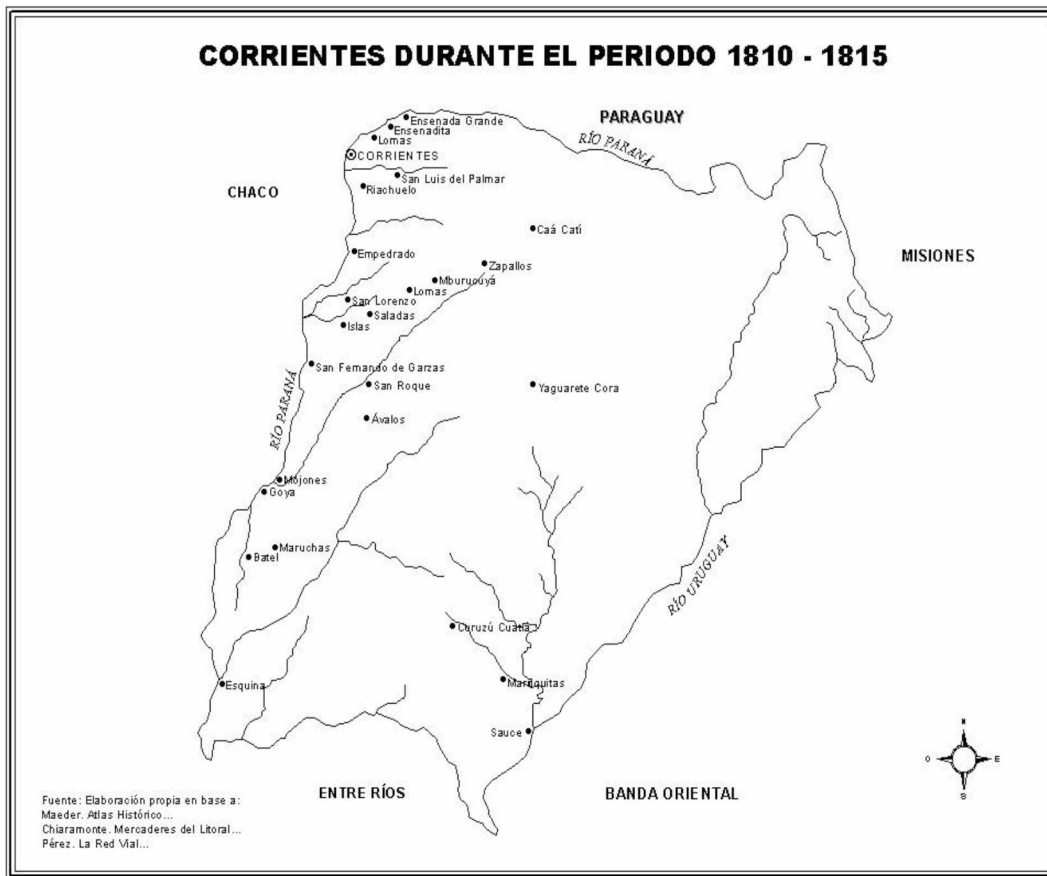 CORRIENTES DURANTE EL PERIODO 1810 - 1815
PARAGUAY
Ensenada Grande
Ensenadita
Lomas
RÍO PARANÁ
CORRIENTES
CHACO
San Luis del Palmar
Riachuelo
Caá Catí
Empedrado
MISIONES
Zapallos
Mburucuyá
Lomas
San Lorenzo
Saladas
Islas
San Fernando de Garzas
San Roque
Yaguarete Cora
RÍO PARANÁ
Ávalos
Mojones
Goya
Maruchas
Batel
RÍO URUGUAY
Curuzú Cuatiá
Esquina
Sauce
N
O
E
S
ENTRE RÍOS
BANDA ORIENTAL
Fuente: Elaboración propia en base a:
Maeder. Atlas Histórico...
Chiaramonte. Mercaderes del Litoral...
Pérez. La Red Vial...